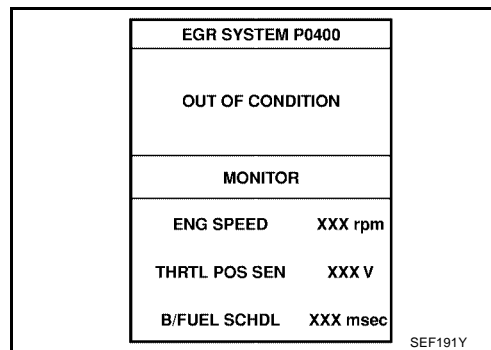 EGR SYSTEM P0400
OUT OF CONDITION
MONITOR
ENG SPEED XXX rpm
THRTL POS SEN XXX V
B/FUEL SCHDL XXX msec
SEF191Y